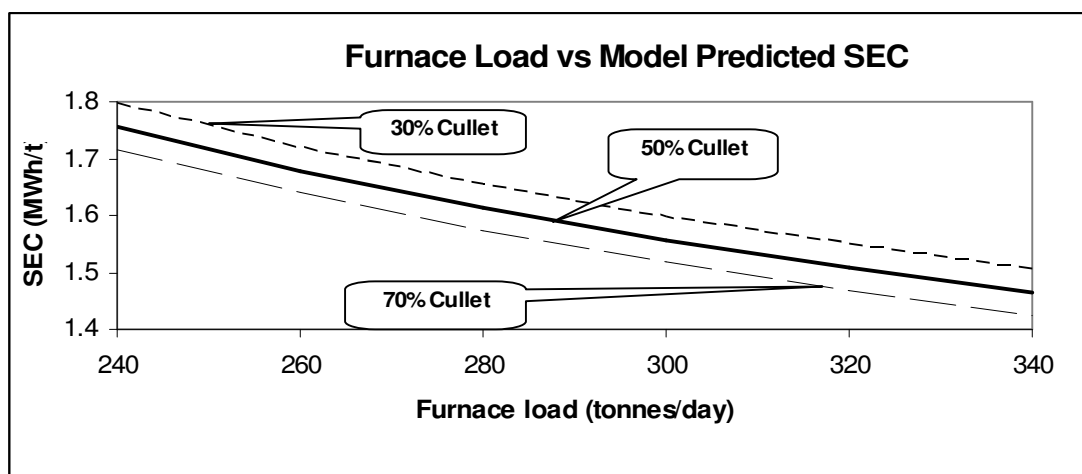 Furnace Load vs Model Predicted SEC
1.8
1.7
1.6
1.5
1.4
SEC (MWh/t)
30% Cullet
50% Cullet
70% Cullet
240 260 280 300 320 340
Furnace load (tonnes/day)